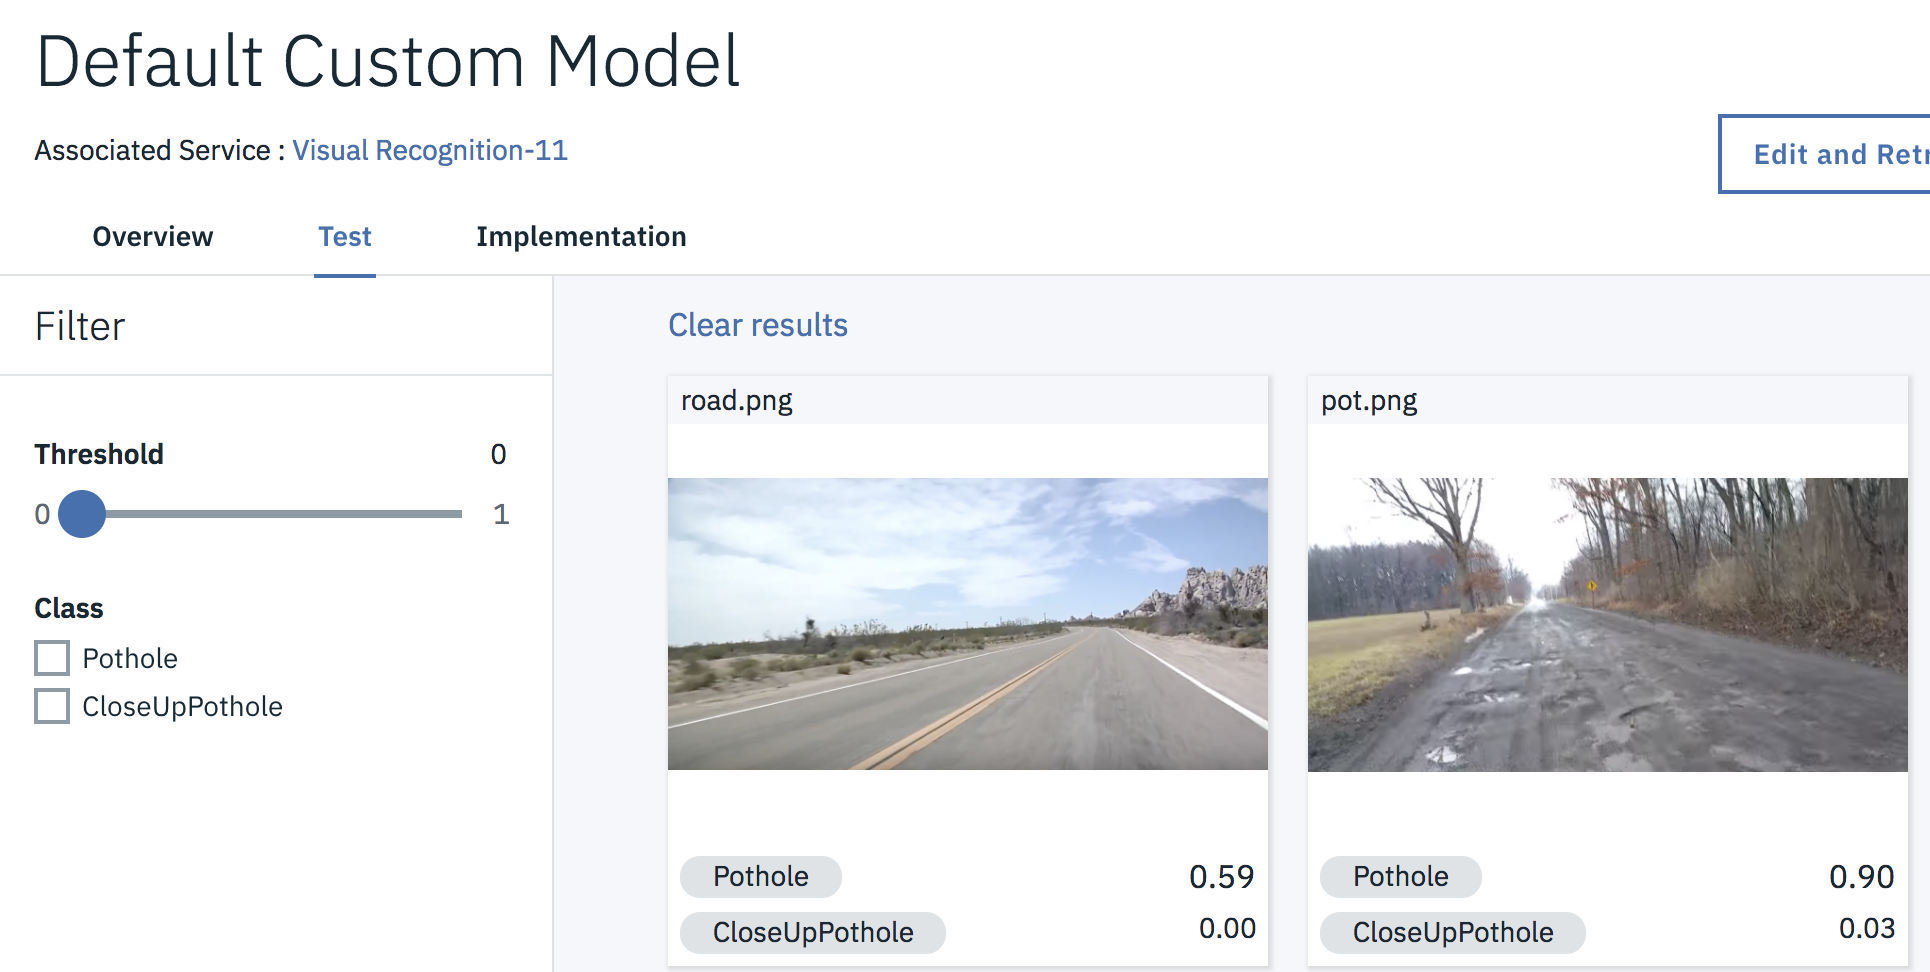 Default Custom Model
Associated Service : Visual Recognition-11
Edit and Retr
Overview Test Implementation
Filter
Clear results
Threshold 0
0 1
Class
Pothole
CloseUpPothole
road.png
Pothole 0.59
CloseUpPothole 0.00
pot.png
Pothole 0.90
CloseUpPothole 0.03